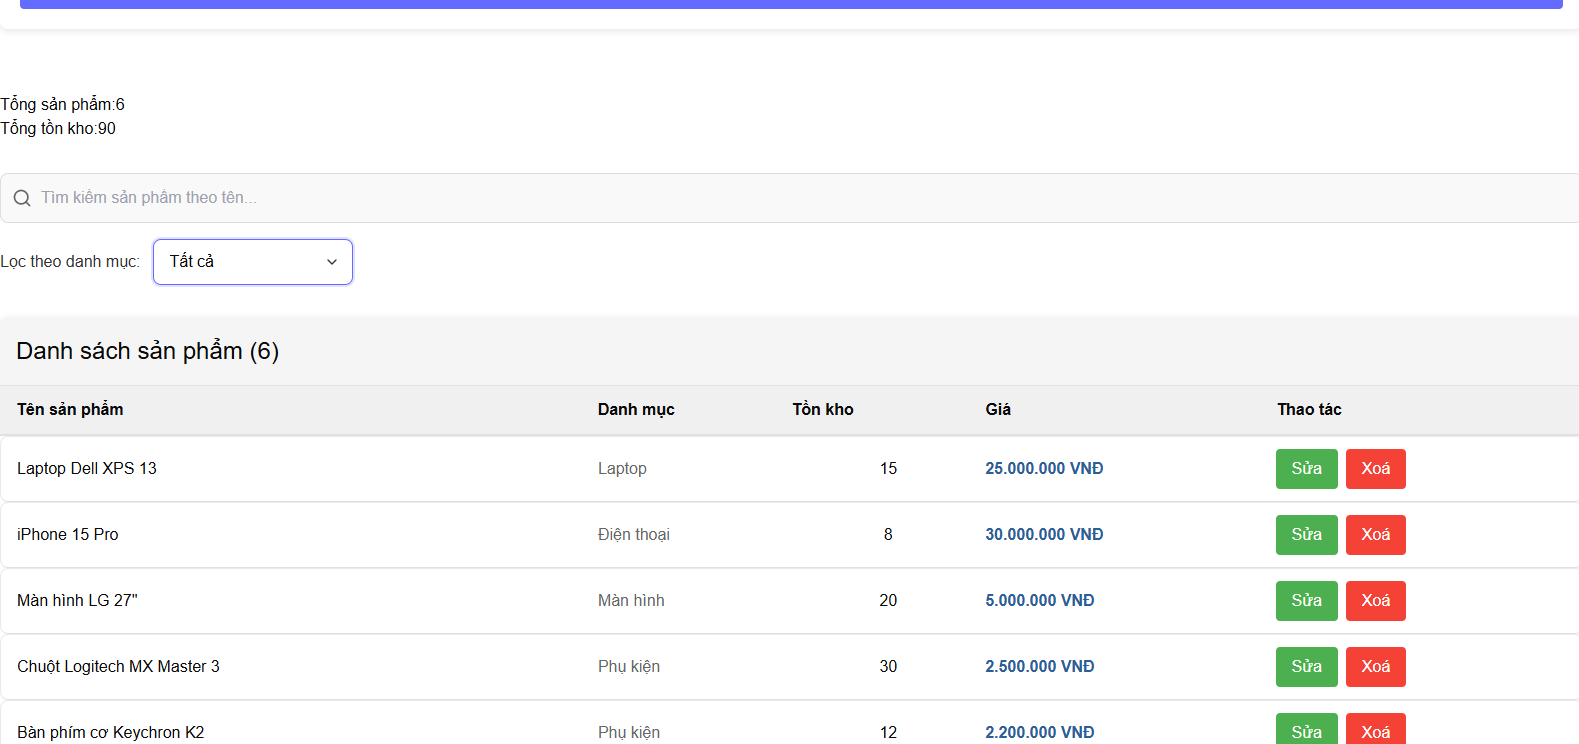 Tổng sản phẩm:6
Tổng tồn kho:90
Tìm kiếm sản phẩm theo tên...
Lọc theo danh mục: Tất cả
Danh sách sản phẩm (6)
Tên sản phẩm Danh mục Tồn kho Giá Thao tác
Laptop Dell XPS 13 Laptop 15 25.000.000 VNĐ Sửa Xoá
iPhone 15 Pro Điện thoại 8 30.000.000 VNĐ Sửa Xoá
Màn hình LG 27" Màn hình 20 5.000.000 VNĐ Sửa Xoá
Chuột Logitech MX Master 3 Phụ kiện 30 2.500.000 VNĐ Sửa Xoá
Bàn phím cơ Keychron K2 Phụ kiện 12 2.200.000 VNĐ Sửa Xoá